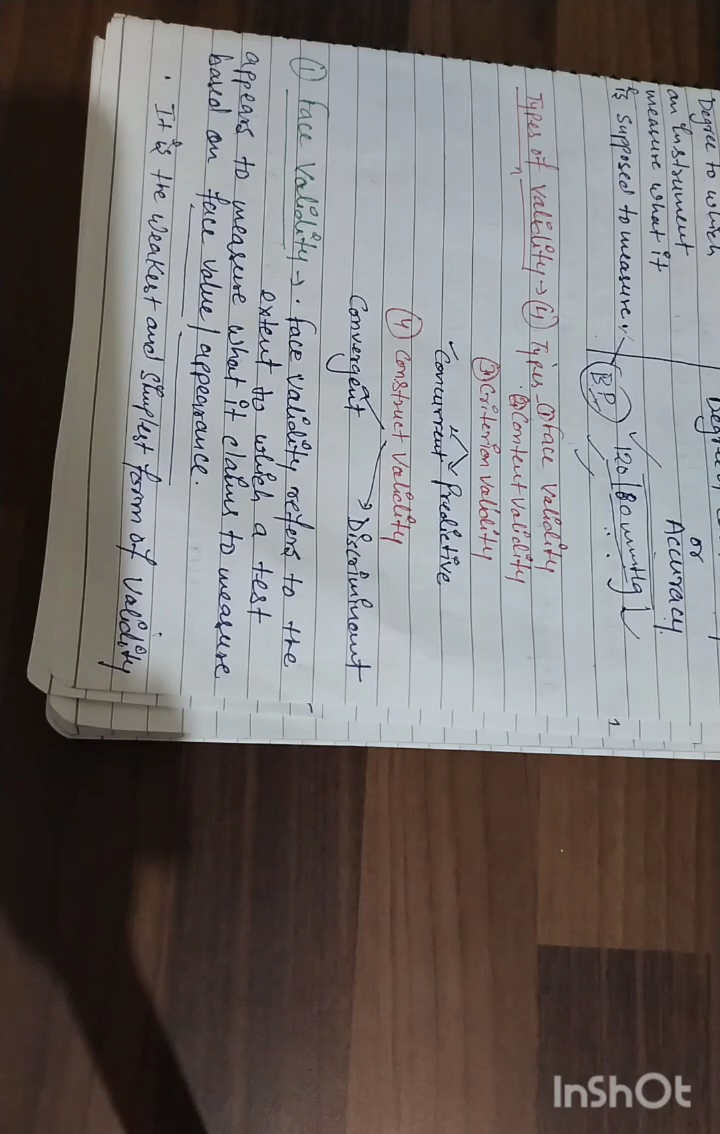 Degree to which
an instrument
measure what it
is supposed to measure
or
Accuracy
B.P. 120/80 mmHg ↓
1
Types of validity → (4) Types ① Face Validity
② Content validity
③ Criterion validity
Concurrent Predictive
④ Construct Validity
Convergent Discriminant
① Face Validity → • Face validity refers to the
extent to which a test
appears to measure what it claims to measure
based on face value / appearance.
• It is the weakest and simplest form of validity
InShOt